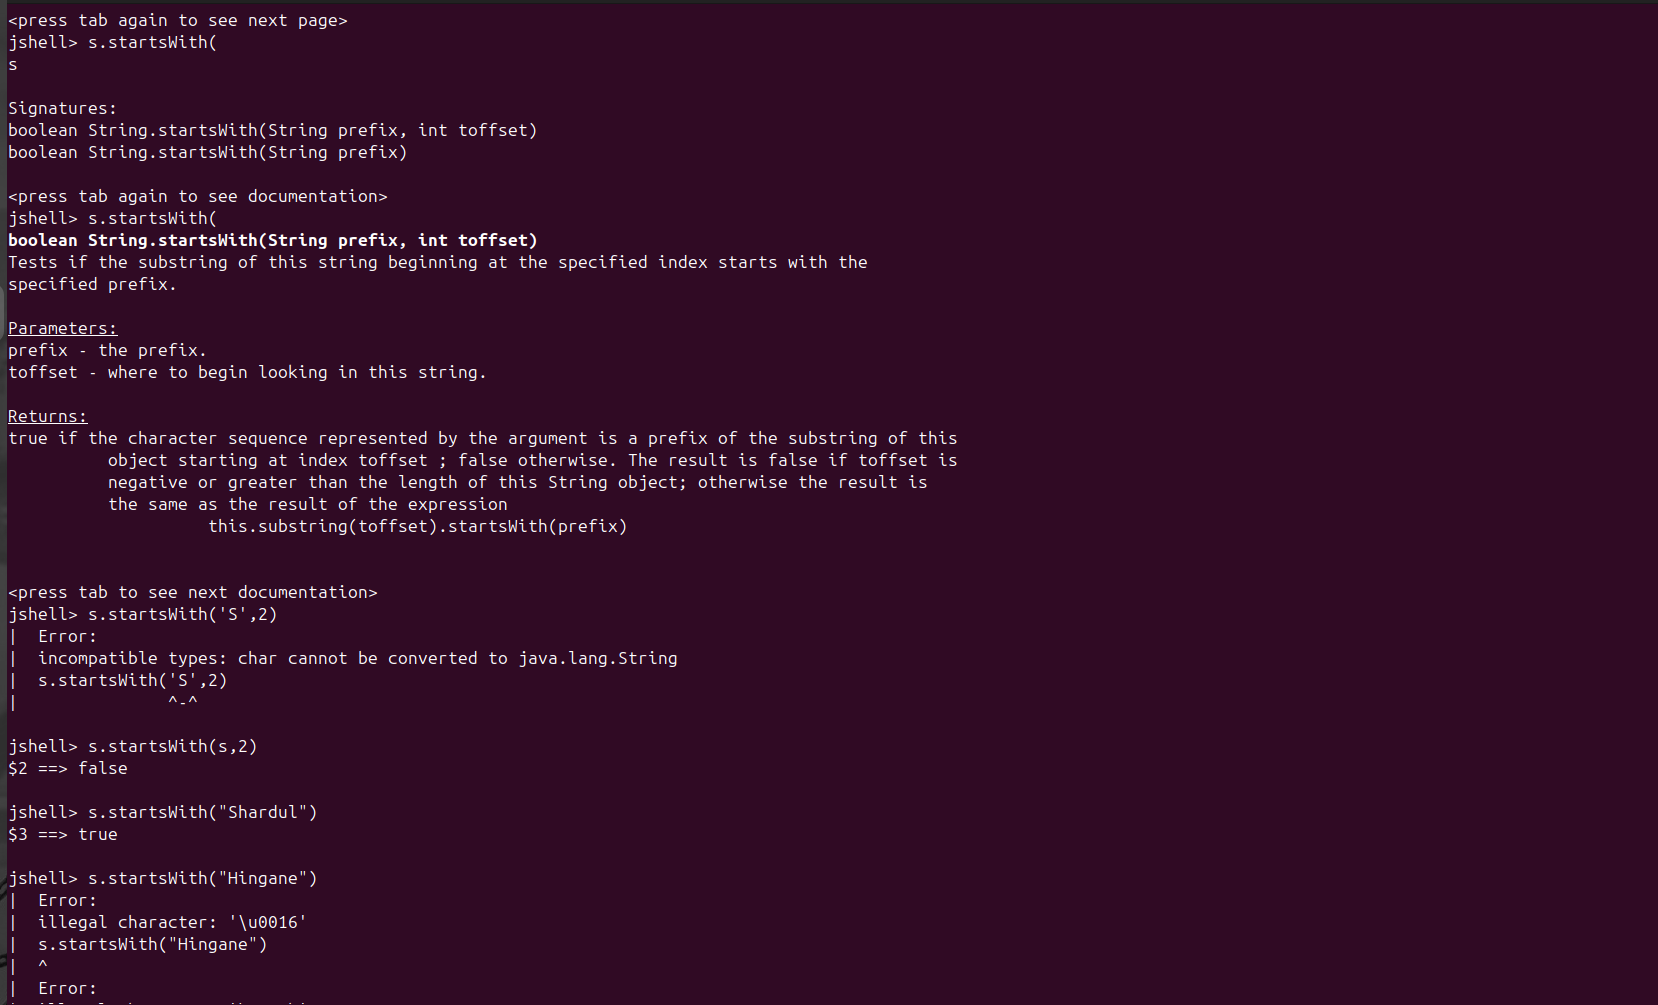 <press tab again to see next page>
jshell> s.startsWith(
s
Signatures:
boolean String.startsWith(String prefix, int toffset)
boolean String.startsWith(String prefix)
<press tab again to see documentation>
jshell> s.startsWith(
boolean String.startsWith(String prefix, int toffset)
Tests if the substring of this string beginning at the specified index starts with the
specified prefix.
Parameters:
prefix - the prefix.
toffset - where to begin looking in this string.
Returns:
true if the character sequence represented by the argument is a prefix of the substring of this
          object starting at index toffset ; false otherwise. The result is false if toffset is
          negative or greater than the length of this String object; otherwise the result is
          the same as the result of the expression
                    this.substring(toffset).startsWith(prefix)
<press tab to see next documentation>
jshell> s.startsWith('S',2)
|  Error:
|  incompatible types: char cannot be converted to java.lang.String
|  s.startsWith('S',2)
|               ^-^
jshell> s.startsWith(s,2)
$2 ==> false
jshell> s.startsWith("Shardul")
$3 ==> true
jshell> s.startsWith("Hingane")
|  Error:
|  illegal character: '\u0016'
|  s.startsWith("Hingane")
|  ^
|  Error: